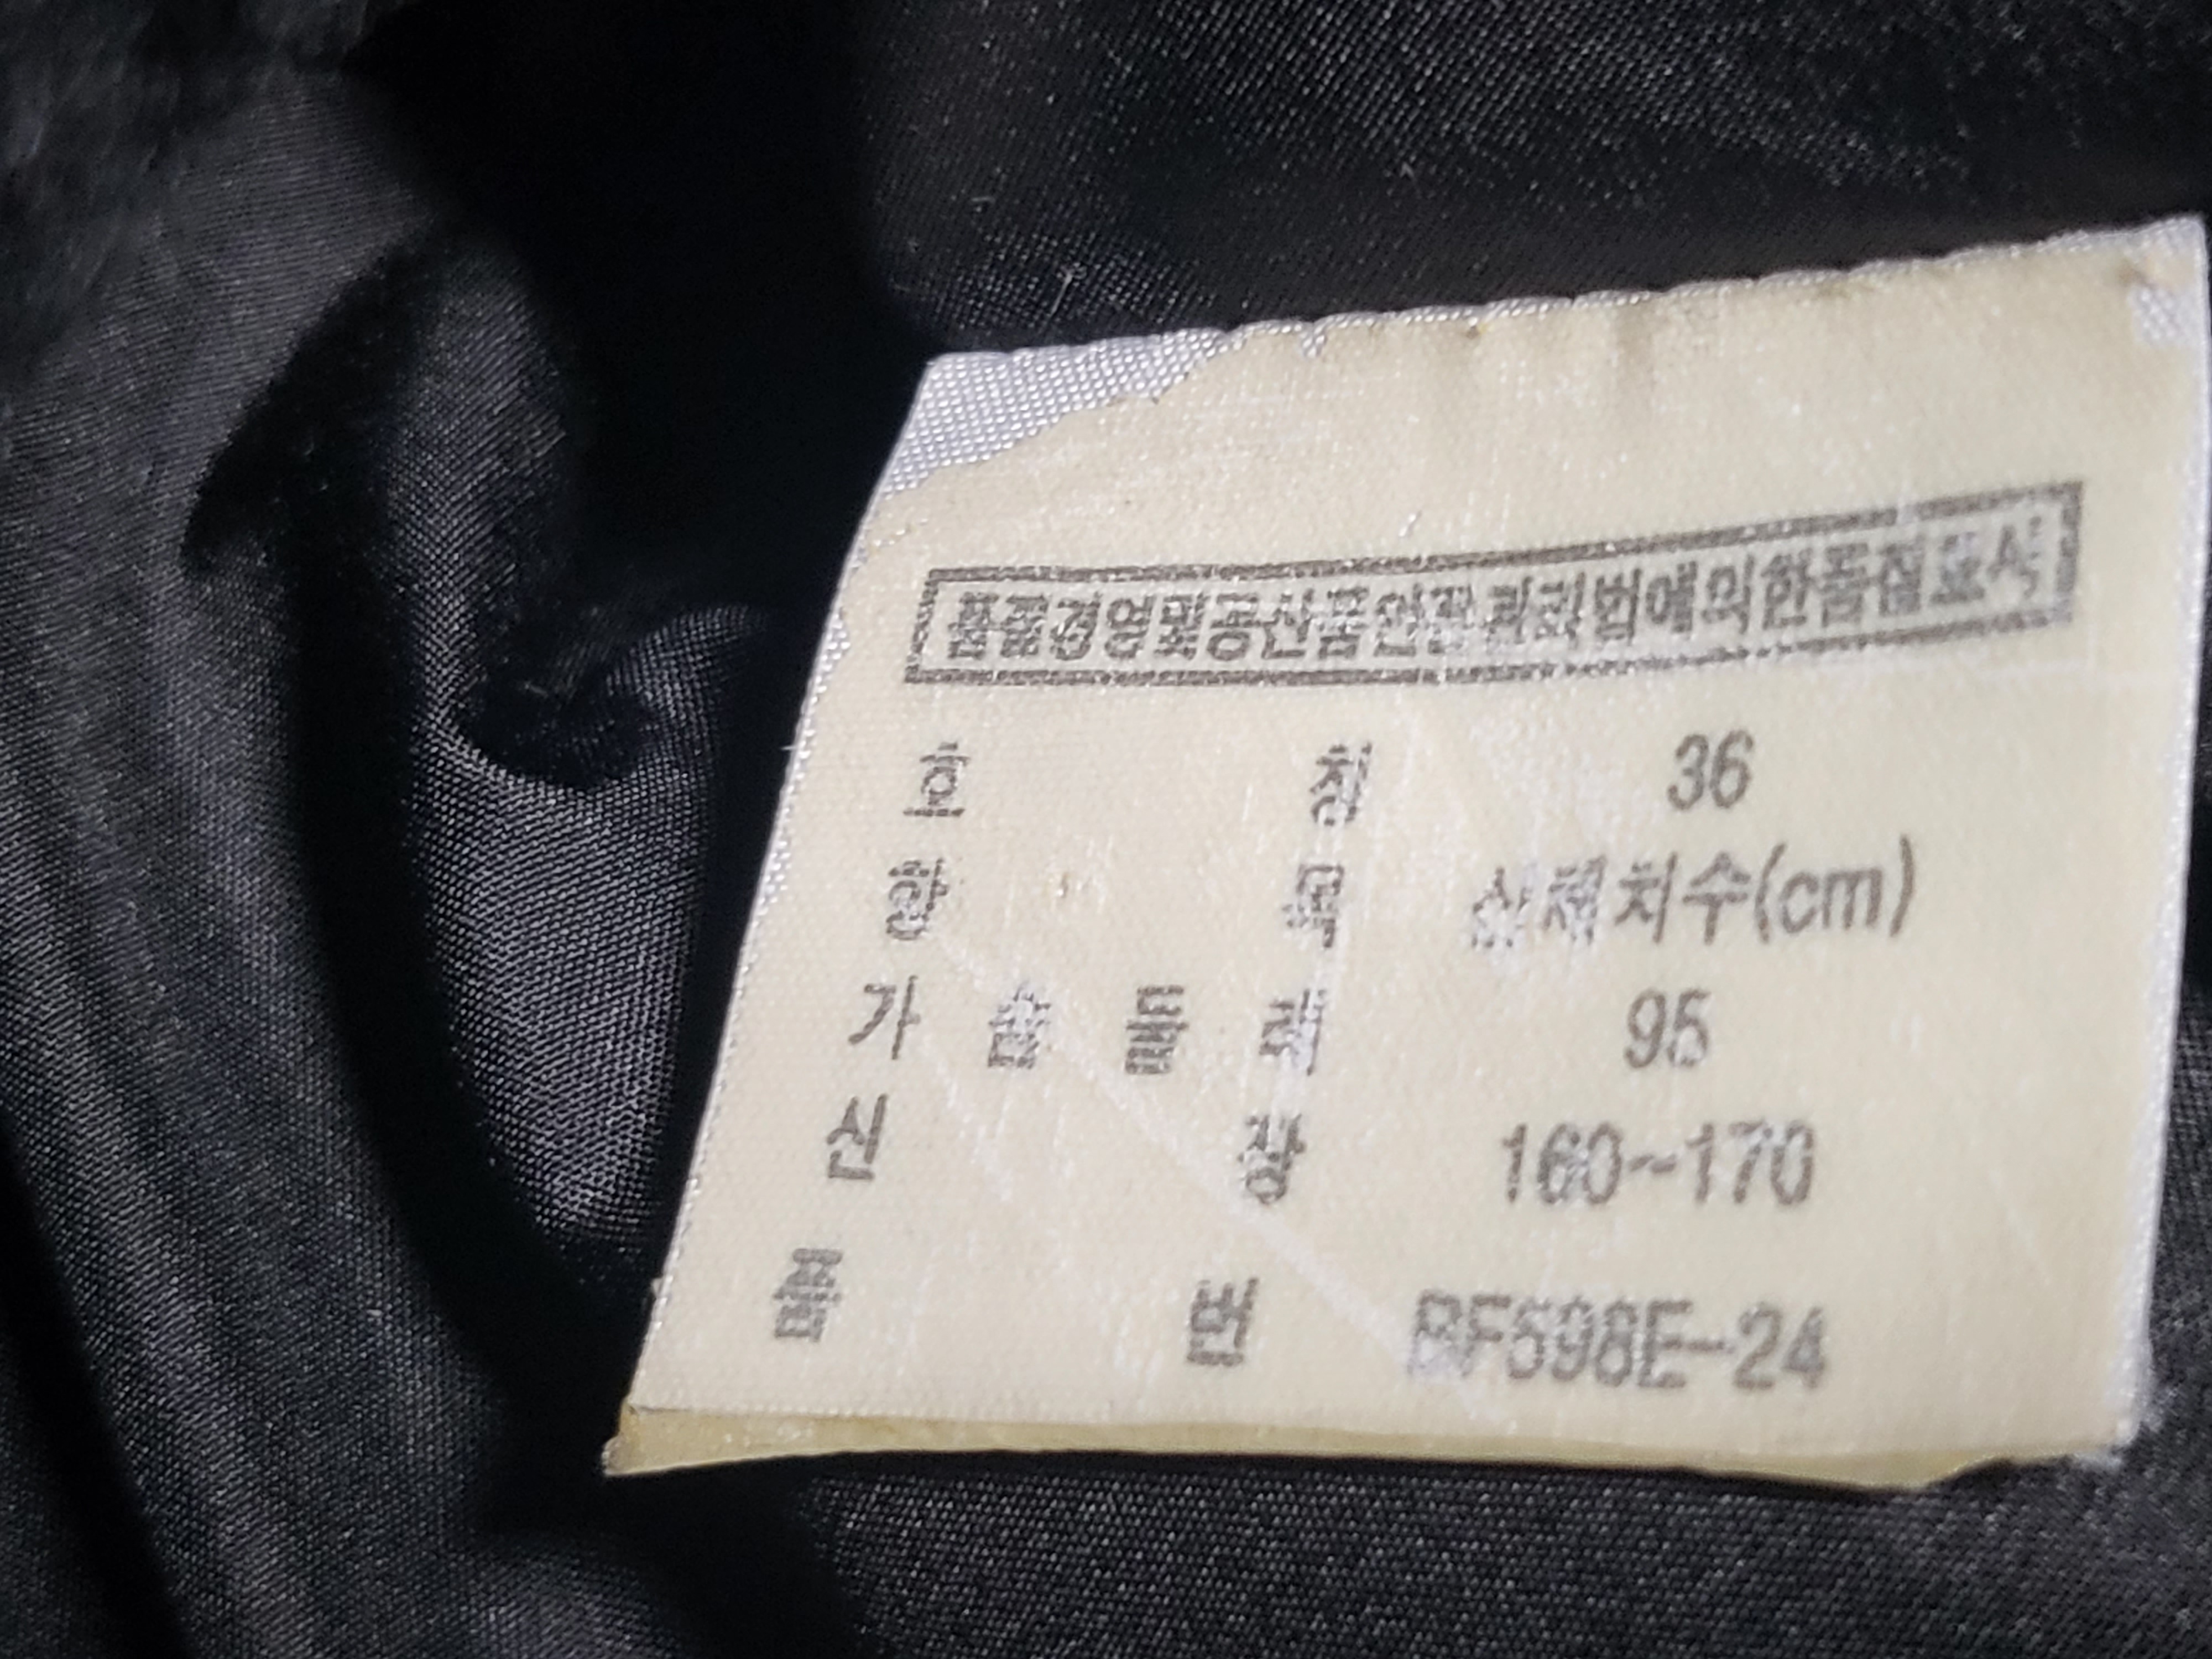 품질경영및공산품안전관리법에의한품질표시
호칭 36
항목 신체치수(cm)
가슴둘레 95
신장 160~170
품번 BF598E-24